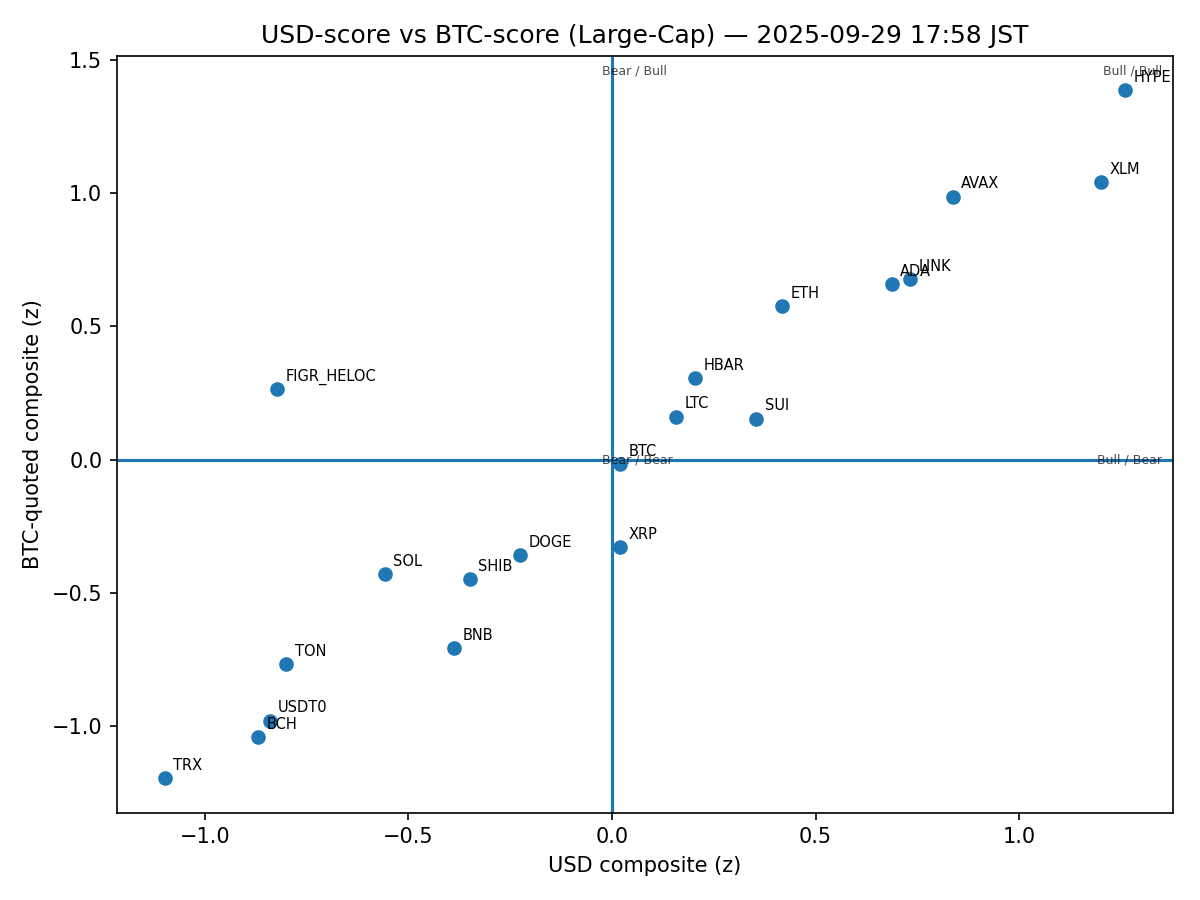 USD-score vs BTC-score (Large-Cap) — 2025-09-29 17:58 JST
1.5
Bear / Bull
Bull / Bull
HYPE
XLM
AVAX
1.0
LINK
ADA
ETH
0.5
HBAR
FIGR_HELOC
LTC
SUI
BTC
0.0
Bear / Bear
Bull / Bear
XRP
DOGE
SOL
SHIB
−0.5
BNB
TON
USDT0
BCH
−1.0
TRX
BTC-quoted composite (z)
−1.0
−0.5
0.0
0.5
1.0
USD composite (z)